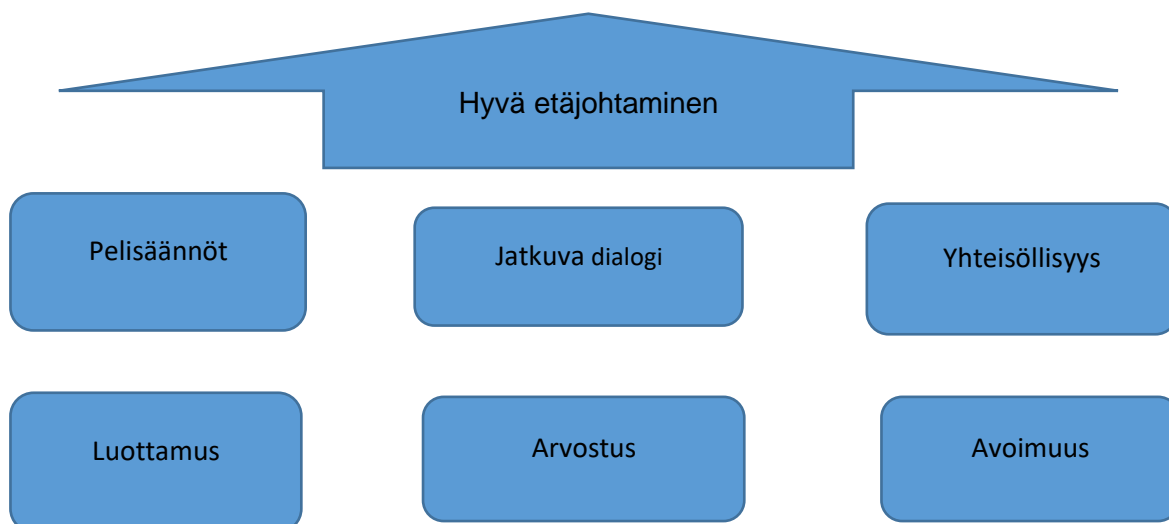 Hyvä etäjohtaminen
Pelisäännöt
Jatkuva dialogi
Yhteisöllisyys
Luottamus
Arvostus
Avoimuus